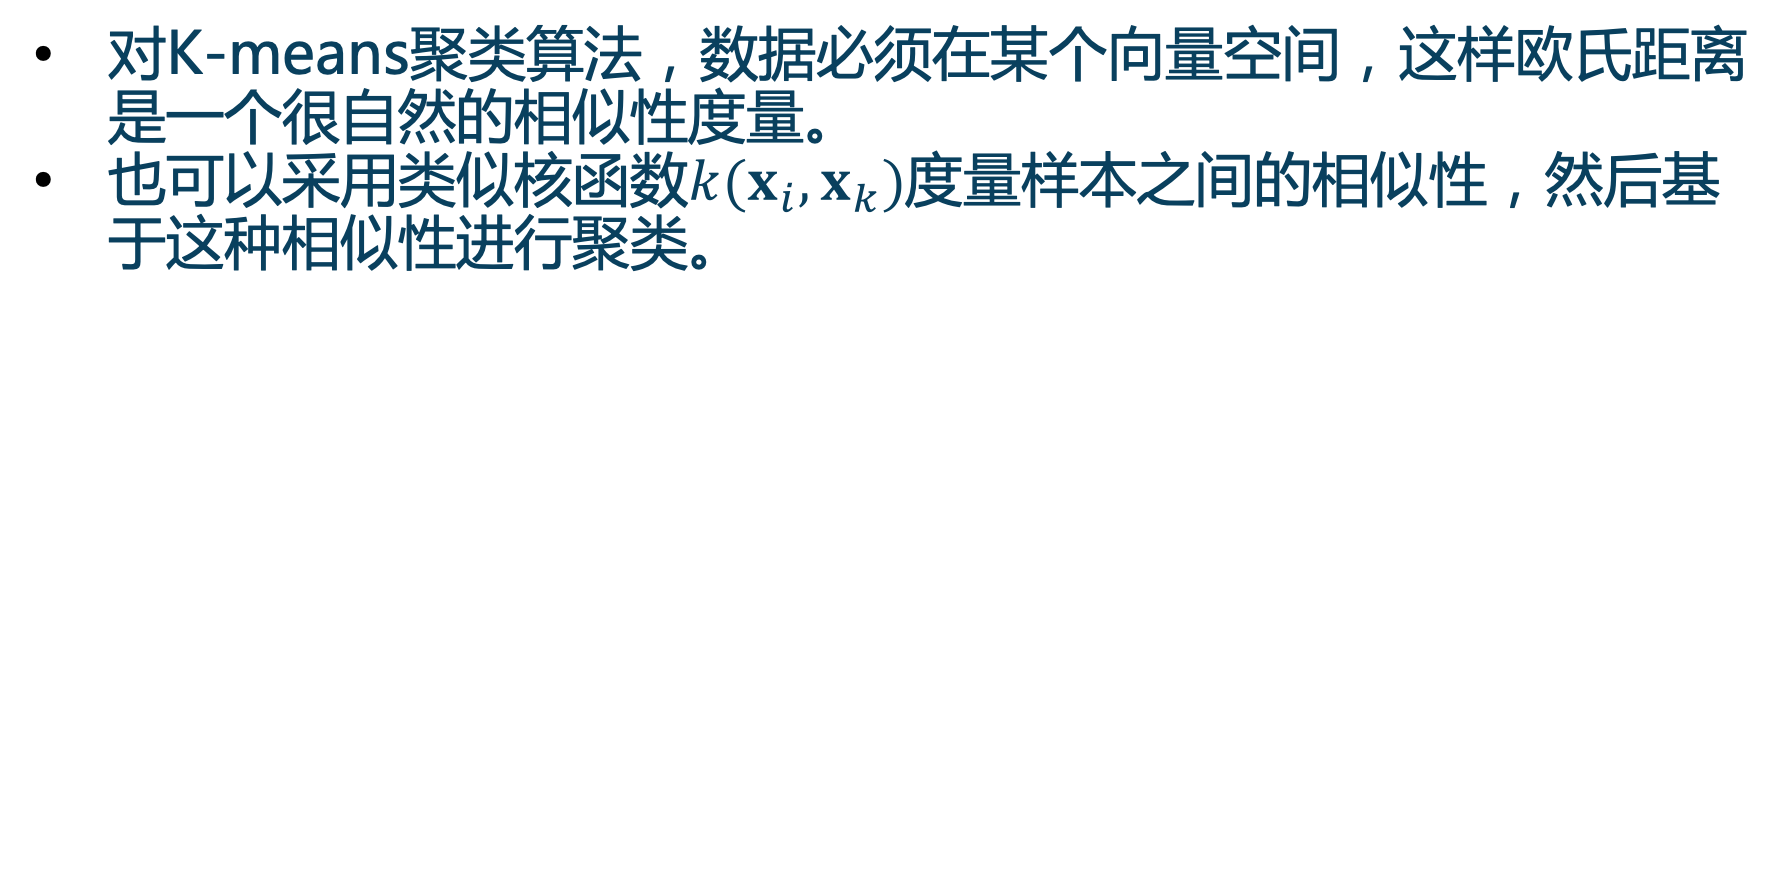 • 对K-means聚类算法，数据必须在某个向量空间，这样欧氏距离
是一个很自然的相似性度量。
• 也可以采用类似核函数k(𝐱ᵢ, 𝐱ₖ)度量样本之间的相似性，然后基
于这种相似性进行聚类。